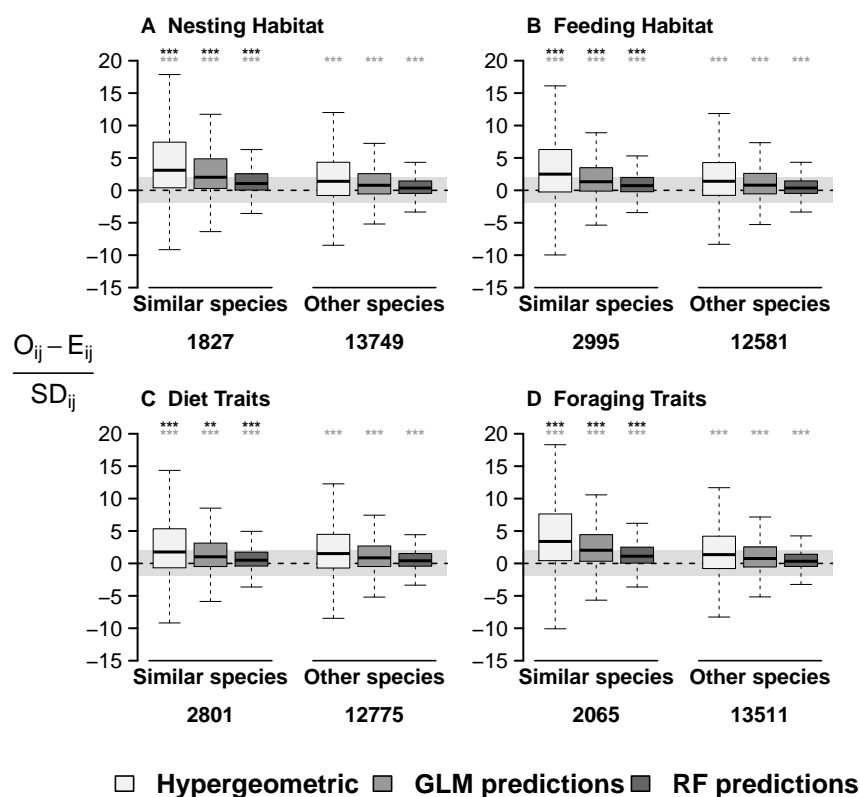 A Nesting Habitat
B Feeding Habitat
*** *** ***
*** *** *** *** *** ***
*** *** ***
*** *** *** *** *** ***
20
15
10
5
0
−5
−10
−15
20
15
10
5
0
−5
−10
−15
Similar species Other species
1827 13749
Similar species Other species
2995 12581
Oij − Eij
SDij
C Diet Traits
D Foraging Traits
*** ** ***
*** *** *** *** *** ***
*** *** ***
*** *** *** *** *** ***
20
15
10
5
0
−5
−10
−15
20
15
10
5
0
−5
−10
−15
Similar species Other species
2801 12775
Similar species Other species
2065 13511
Hypergeometric GLM predictions RF predictions